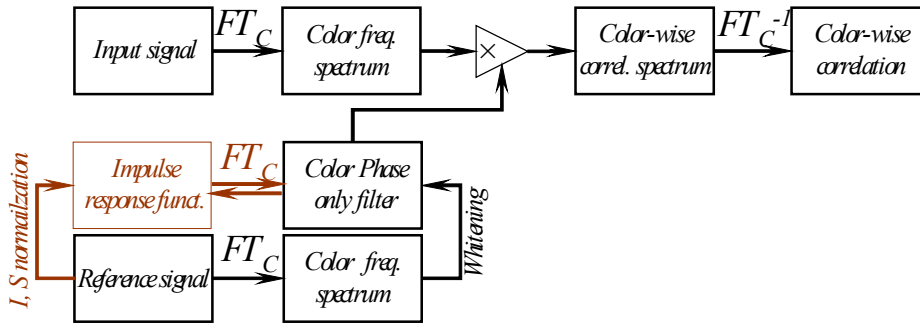 Input signal
FT_C
Color freq.
spectrum
×
Color-wise
correl. spectrum
FT_C^-1
Color-wise
correlation
I, S normailzation
Impulse
response funct.
FT_C
Color Phase
only filter
Whitening
Reference signal
FT_C
Color freq.
spectrum